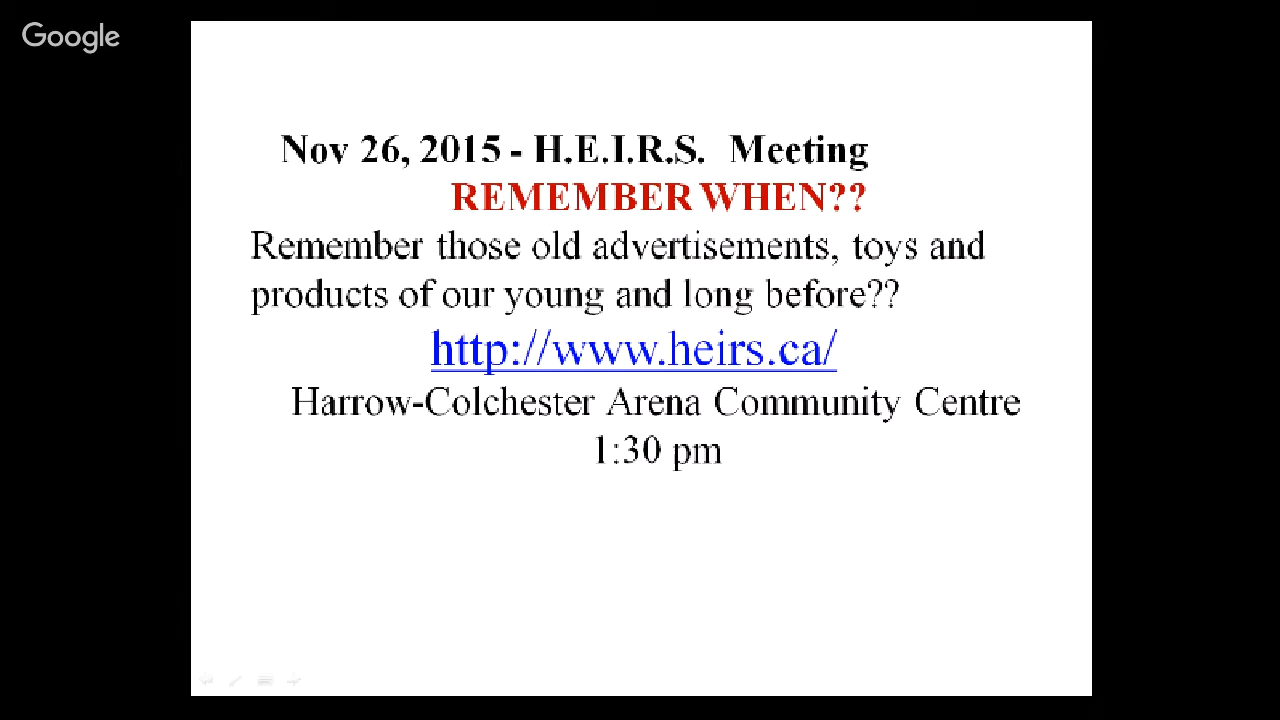 Google
Nov 26, 2015 - H.E.I.R.S. Meeting
REMEMBER WHEN??
Remember those old advertisements, toys and
products of our young and long before??
http://www.heirs.ca/
Harrow-Colchester Arena Community Centre
1:30 pm